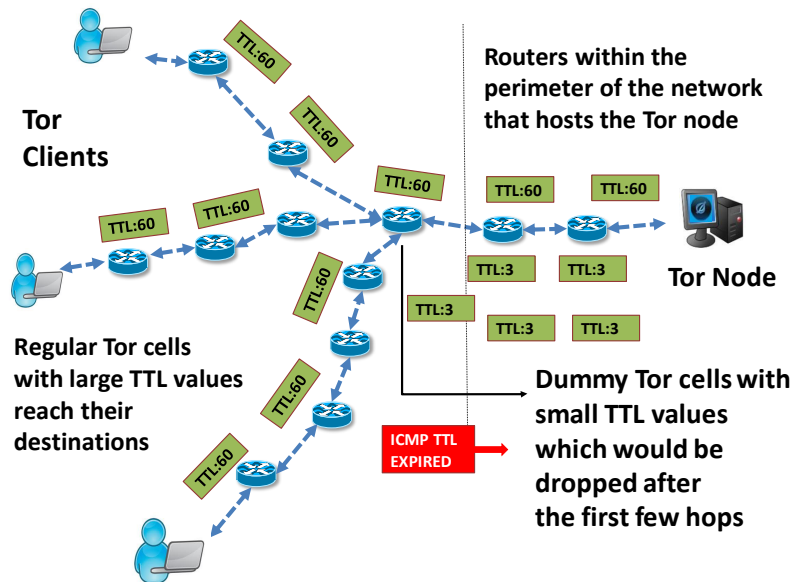 TTL:60
Routers within the
perimeter of the network
that hosts the Tor node
Tor
Clients
TTL:60
TTL:60
TTL:60
TTL:60
TTL:60
TTL:60
TTL:60
TTL:3
TTL:3
Tor Node
TTL:60
TTL:3
TTL:3
TTL:3
Regular Tor cells
with large TTL values
reach their
destinations
TTL:60
Dummy Tor cells with
small TTL values
which would be
dropped after
the first few hops
ICMP TTL
EXPIRED
TTL:60